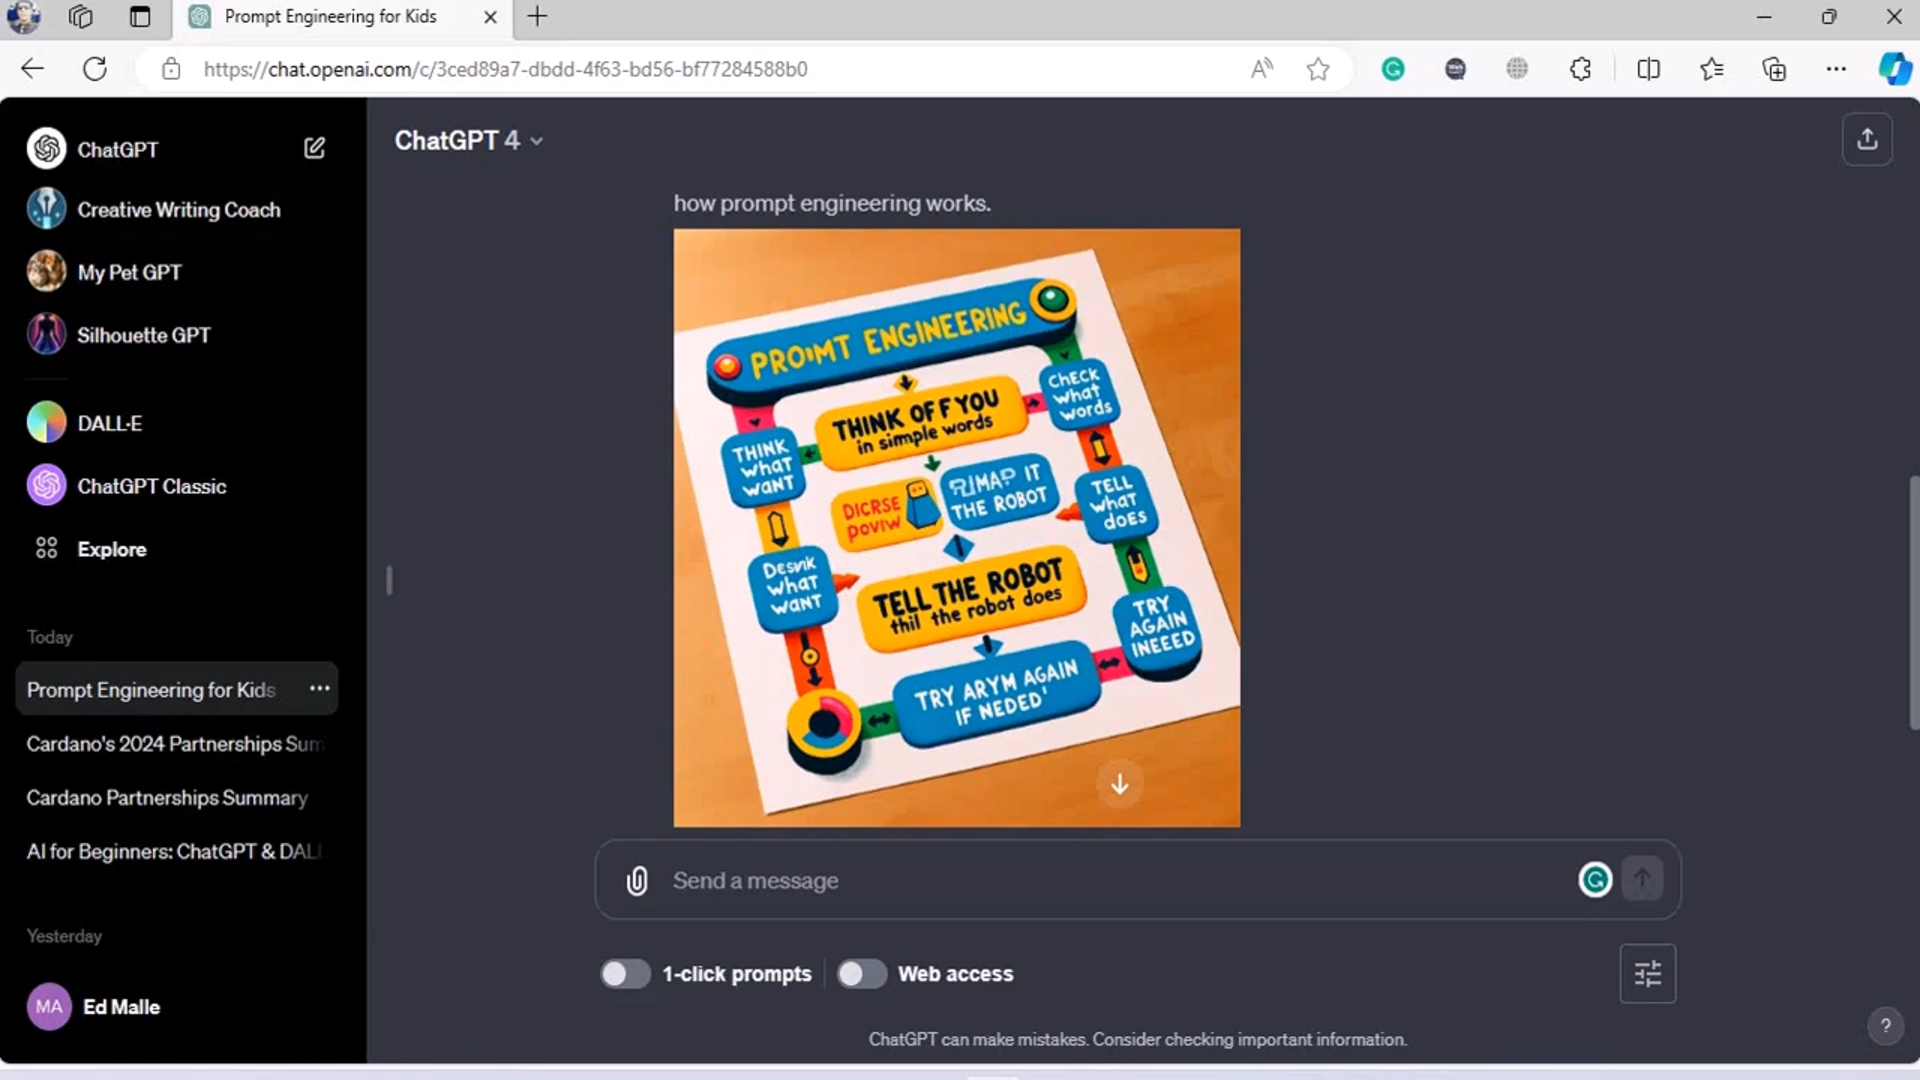 Prompt Engineering for Kids
https://chat.openai.com/c/3ced89a7-dbdd-4f63-bd56-bf77284588b0
ChatGPT
Creative Writing Coach
My Pet GPT
Silhouette GPT
DALL·E
ChatGPT Classic
Explore
Today
Prompt Engineering for Kids
Cardano's 2024 Partnerships Sum
Cardano Partnerships Summary
AI for Beginners: ChatGPT & DAL
Yesterday
MA Ed Malle
ChatGPT 4
how prompt engineering works.
ENGINEERING
THINK OFF YOU
in simple words
CHECK
what
words
THINK
what
WANT
DICRSE
POVIW
IT
THE ROBOT
TELL
what
DOES
what
WANT
TELL THE ROBOT
thil the robot does
TRY
AGAIN
INEEED
TRY ARYM AGAIN
IF NEDED'
Send a message
1-click prompts
Web access
ChatGPT can make mistakes. Consider checking important information.
?